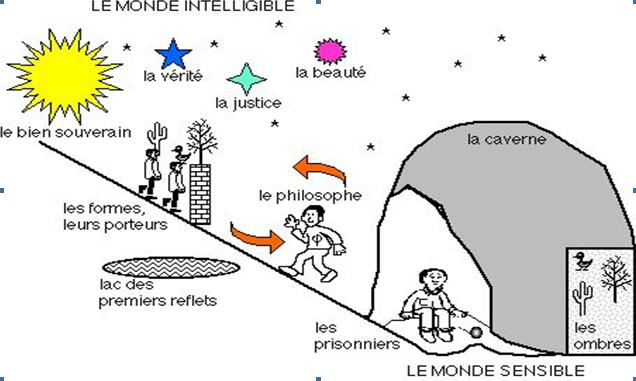 LE MONDE INTELLIGIBLE
la vérité
la beauté
la justice
le bien souverain
la caverne
le philosophe
les formes,
leurs porteurs
lac des
premiers reflets
les
prisonniers
les
ombres
LE MONDE SENSIBLE